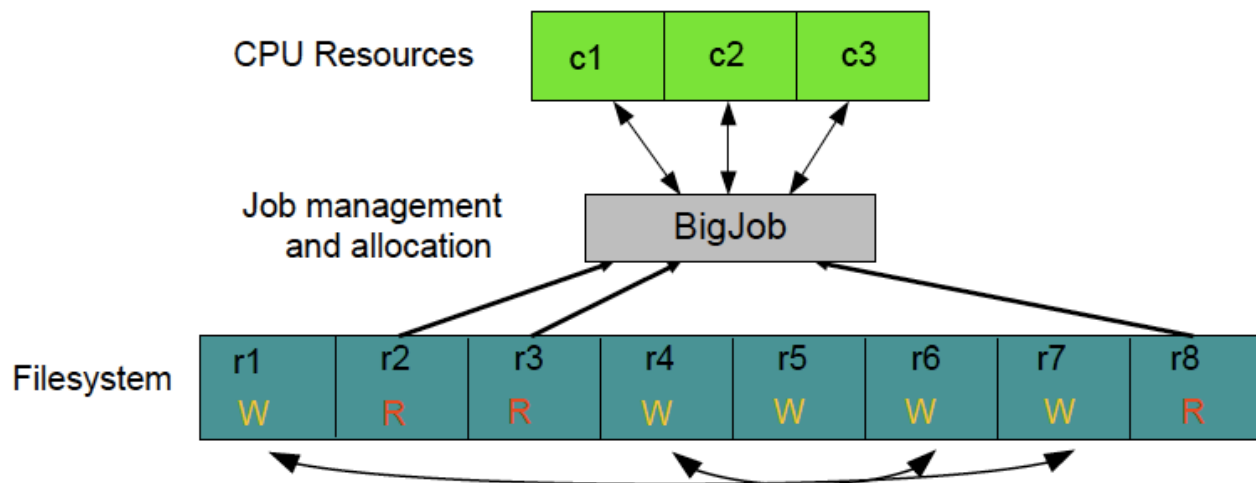 CPU Resources
c1 c2 c3
Job management
and allocation
BigJob
Filesystem
r1 r2 r3 r4 r5 r6 r7 r8
W R R W W W W R